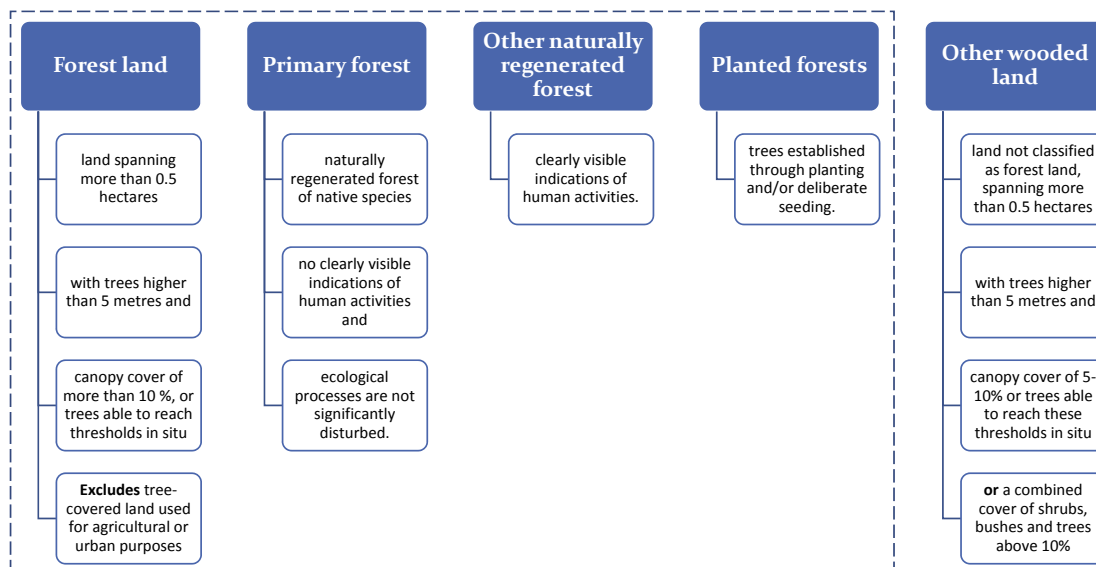 Forest land
land spanning
more than 0.5
hectares
with trees higher
than 5 metres and
canopy cover of
more than 10 %, or
trees able to reach
thresholds in situ
Excludes tree-
covered land used
for agricultural or
urban purposes
Primary forest
naturally
regenerated forest
of native species
no clearly visible
indications of
human activities
and
ecological
processes are not
significantly
disturbed.
Other naturally
regenerated
forest
clearly visible
indications of
human activities.
Planted forests
trees established
through planting
and/or deliberate
seeding.
Other wooded
land
land not classified
as forest land,
spanning more
than 0.5 hectares
with trees higher
than 5 metres and
canopy cover of 5-
10% or trees able
to reach these
thresholds in situ
or a combined
cover of shrubs,
bushes and trees
above 10%